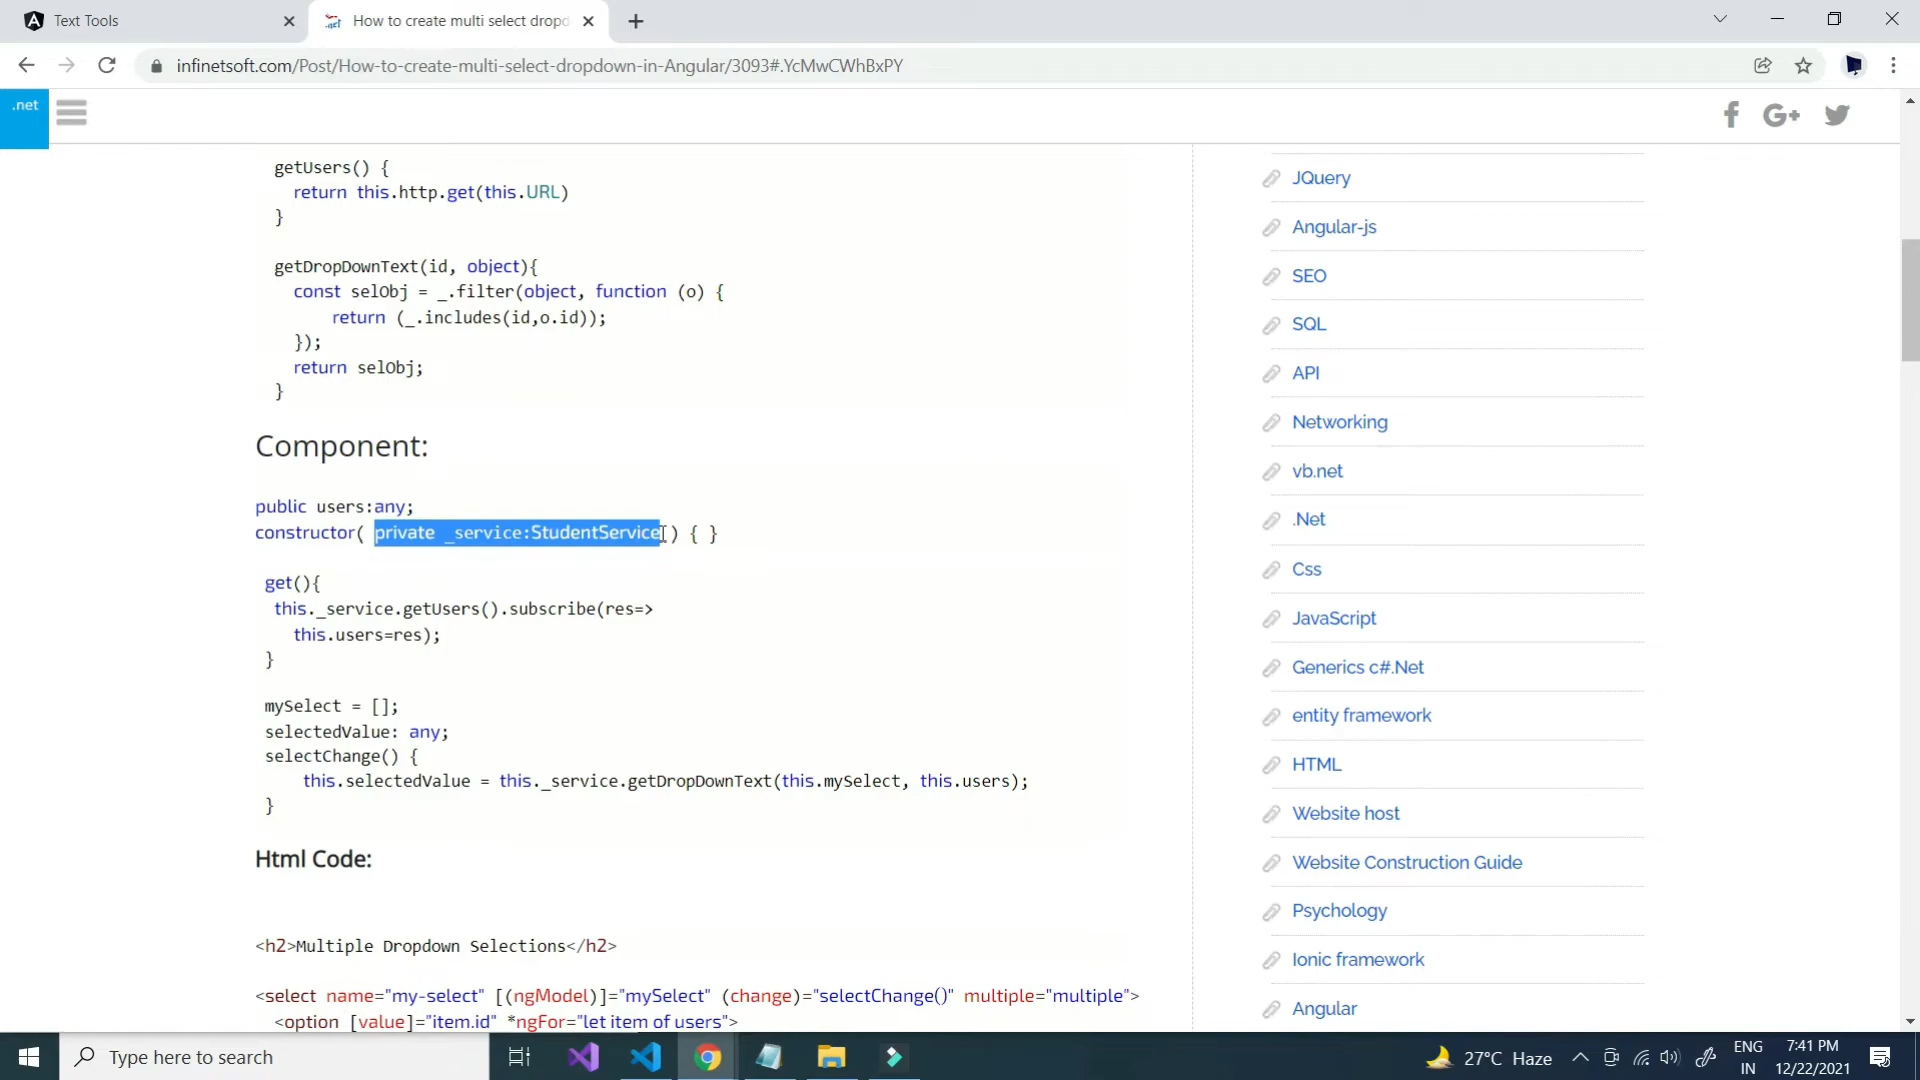 Text Tools
How to create multi select dropd
infinetsoft.com/Post/How-to-create-multi-select-dropdown-in-Angular/3093#.YcMwCWhBxPY
.net
getUsers() {
return this.http.get(this.URL)
}
getDropDownText(id, object){
const selObj = _.filter(object, function (o) {
return (_.includes(id,o.id));
});
return selObj;
}
Component:
public users:any;
constructor( private _service:StudentService) { }
get(){
this._service.getUsers().subscribe(res=>
this.users=res);
}
mySelect = [];
selectedValue: any;
selectChange() {
this.selectedValue = this._service.getDropDownText(this.mySelect, this.users);
}
Html Code:
<h2>Multiple Dropdown Selections</h2>
<select name="my-select" [(ngModel)]="mySelect" (change)="selectChange()" multiple="multiple">
<option [value]="item.id" *ngFor="let item of users">
JQuery
Angular-js
SEO
SQL
API
Networking
vb.net
.Net
Css
JavaScript
Generics c#.Net
entity framework
HTML
Website host
Website Construction Guide
Psychology
Ionic framework
Angular
Type here to search
27°C Haze
ENG
IN
7:41 PM
12/22/2021